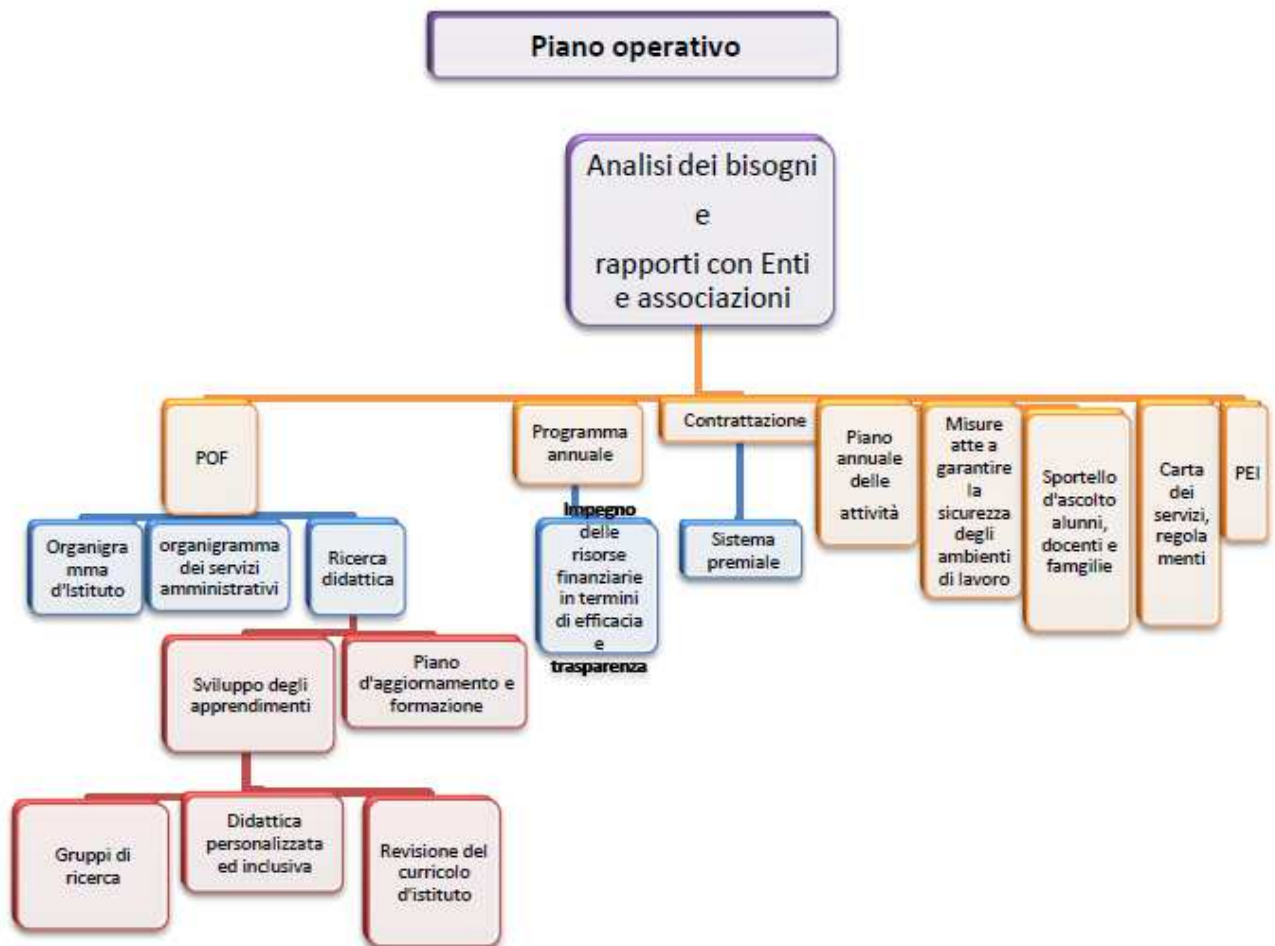 Piano operativo
Analisi dei bisogni
e
rapporti con Enti
e associazioni
POF
Programma
annuale
Contrattazione
Piano
annuale
delle
attività
Misure
atte a
garantire
la
sicurezza
degli
ambienti
di lavoro
Sportello
d'ascolto
alunni,
docenti e
famgilie
Carta
dei
servizi,
regola
menti
PEI
Organigra
mma
d'Istituto
organigramma
dei servizi
amministrativi
Ricerca
didattica
Impegno
delle
risorse
finanziarie
in termini
di efficacia
e
trasparenza
Sistema
premiale
Sviluppo degli
apprendimenti
Piano
d'aggiornamento e
formazione
Gruppi di
ricerca
Didattica
personalizzata
ed inclusiva
Revisione del
curricolo
d'istituto